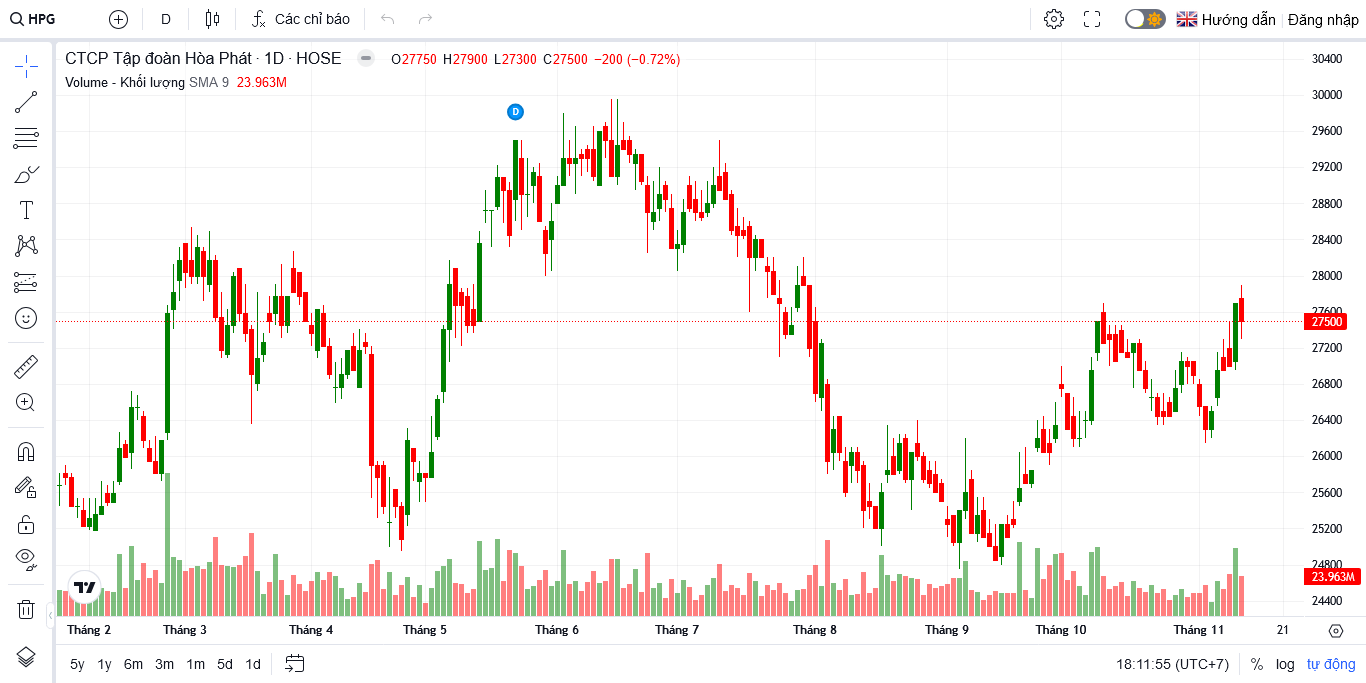 HPG D Các chỉ báo Hướng dẫn Đăng nhập
CTCP Tập đoàn Hòa Phát · 1D · HOSE O27750 H27900 L27300 C27500 −200 (−0.72%)
Volume - Khối lượng SMA 9 23.963M
D
30400
30000
29600
29200
28800
28400
28000
27600
27500
27200
26800
26400
26000
25600
25200
24800
23.963M
24400
Tháng 2 Tháng 3 Tháng 4 Tháng 5 Tháng 6 Tháng 7 Tháng 8 Tháng 9 Tháng 10 Tháng 11 21
5y 1y 6m 3m 1m 5d 1d 18:11:55 (UTC+7) % log tự động